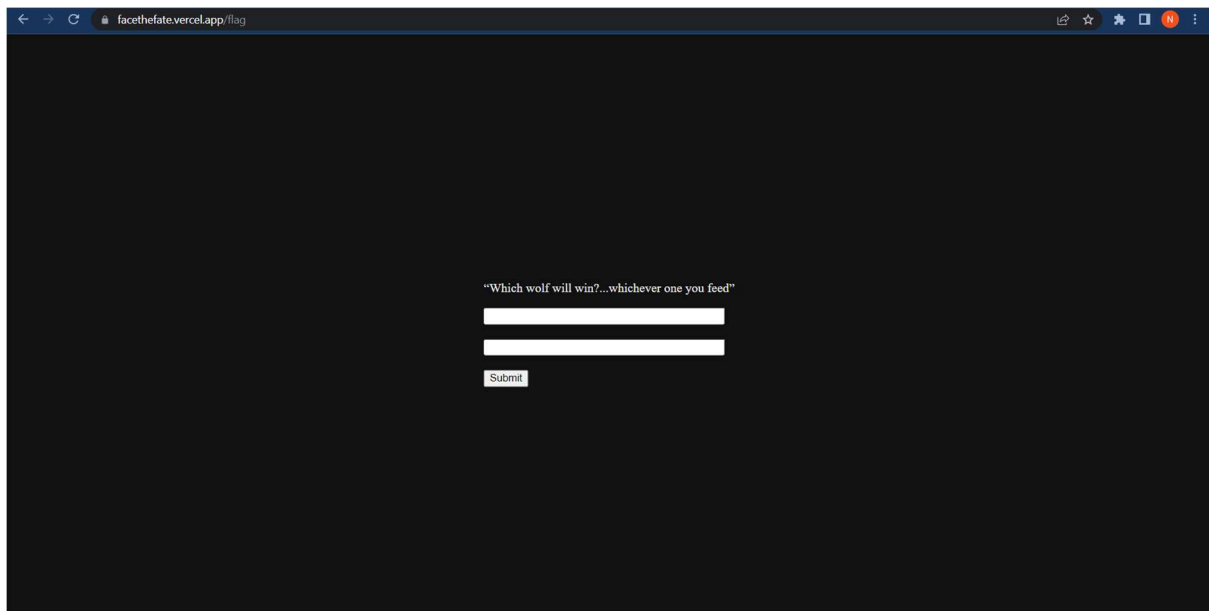 facethefate.vercel.app/flag
N
“Which wolf will win?...whichever one you feed”
Submit